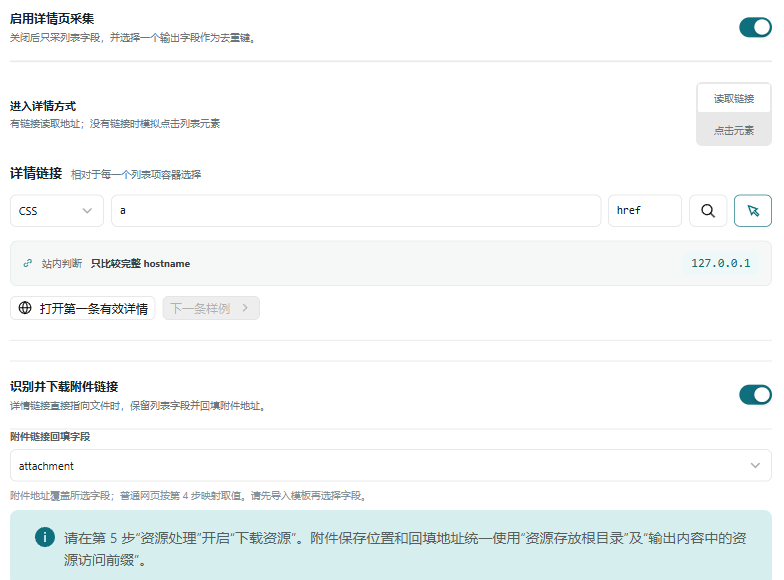 启用详情页采集
关闭后只采列表字段，并选择一个输出字段作为去重键。
进入详情方式
有链接读取地址；没有链接时模拟点击列表元素
读取链接
点击元素
详情链接 相对于每一个列表项容器选择
CSS a href
站内判断 只比较完整 hostname 127.0.0.1
打开第一条有效详情 下一条样例
识别并下载附件链接
详情链接直接指向文件时，保留列表字段并回填附件地址。
附件链接回填字段
attachment
附件地址覆盖所选字段；普通网页按第 4 步映射取值。请先导入模板再选择字段。
请在第 5 步“资源处理”开启“下载资源”。附件保存位置和回填地址统一使用“资源存放根目录”及“输出内容中的资
源访问前缀”。